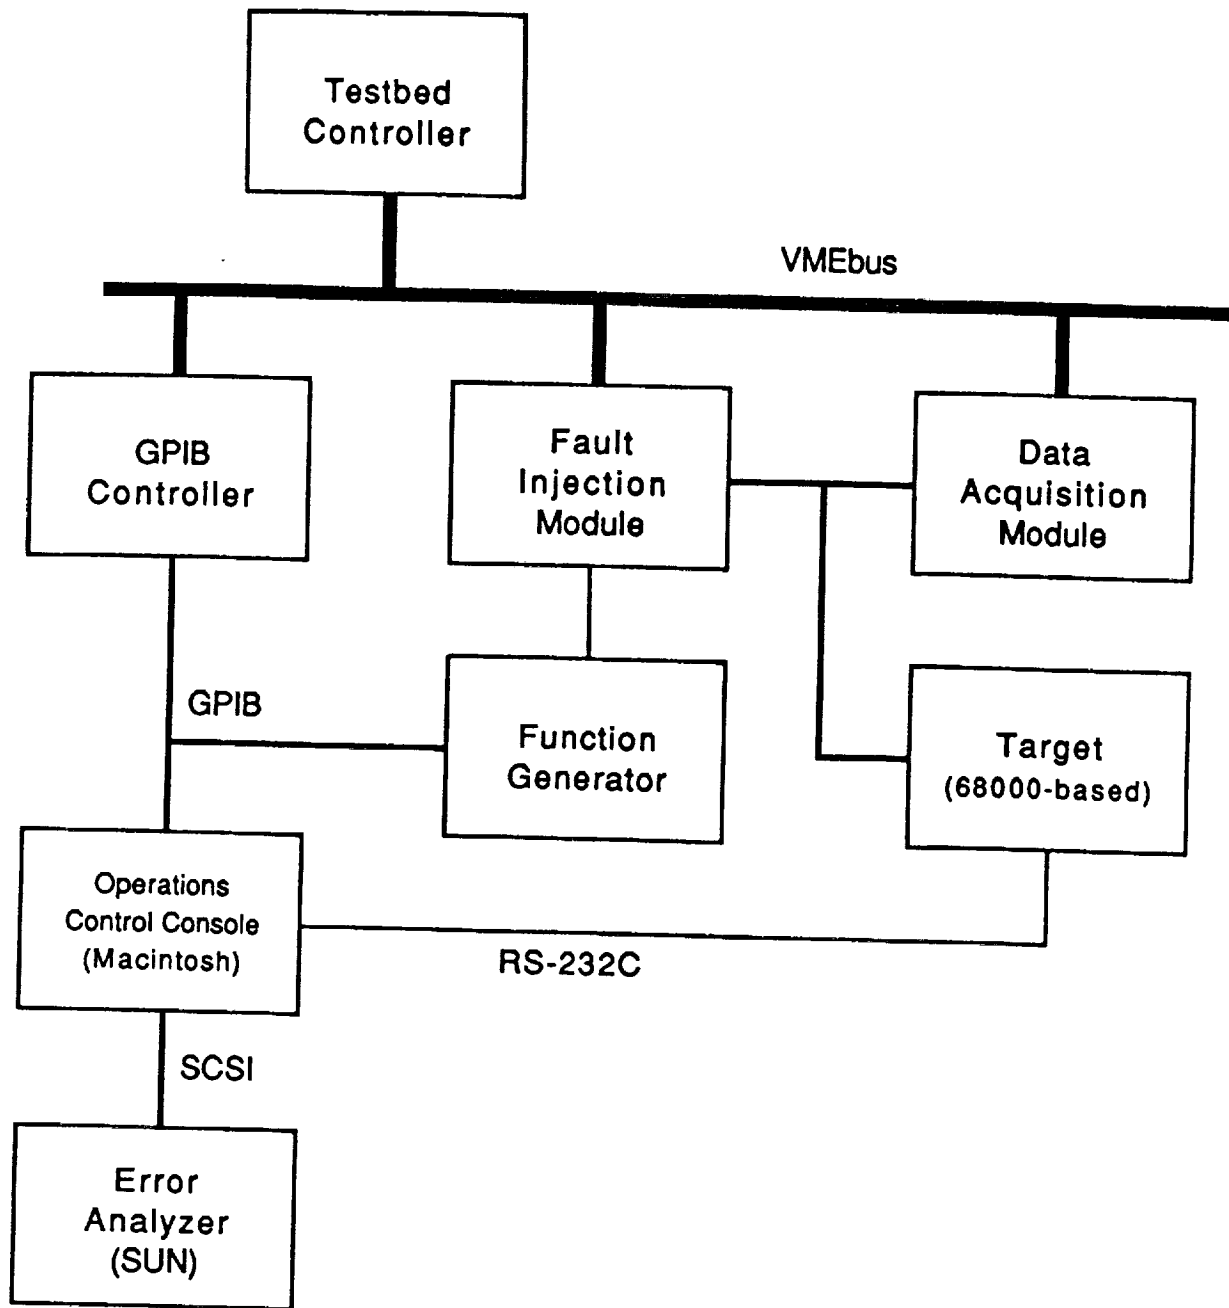 Testbed
Controller
VMEbus
GPIB
Controller
Fault
Injection
Module
Data
Acquisition
Module
GPIB
Function
Generator
Target
(68000-based)
Operations
Control Console
(Macintosh)
RS-232C
SCSI
Error
Analyzer
(SUN)